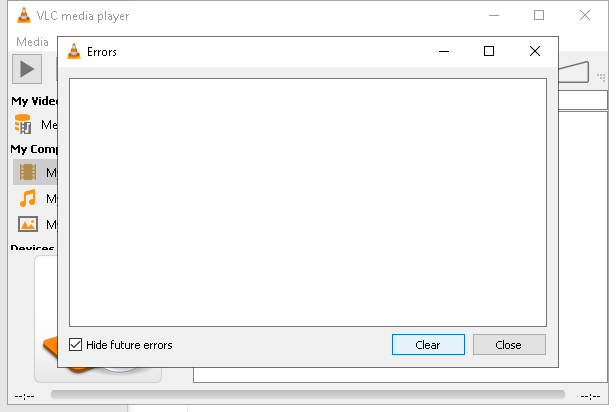 VLC media player
Media
Errors
My Vide
Me
My Comp
My
My
My
Devices
Hide future errors
Clear
Close
--:--
--:--